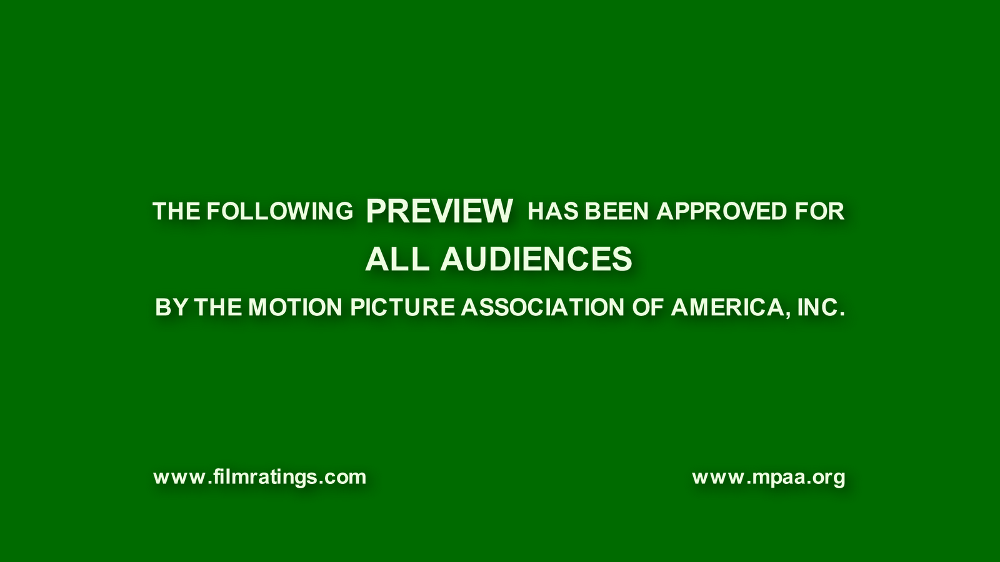 THE FOLLOWING PREVIEW HAS BEEN APPROVED FOR
ALL AUDIENCES
BY THE MOTION PICTURE ASSOCIATION OF AMERICA, INC.
www.filmratings.com
www.mpaa.org